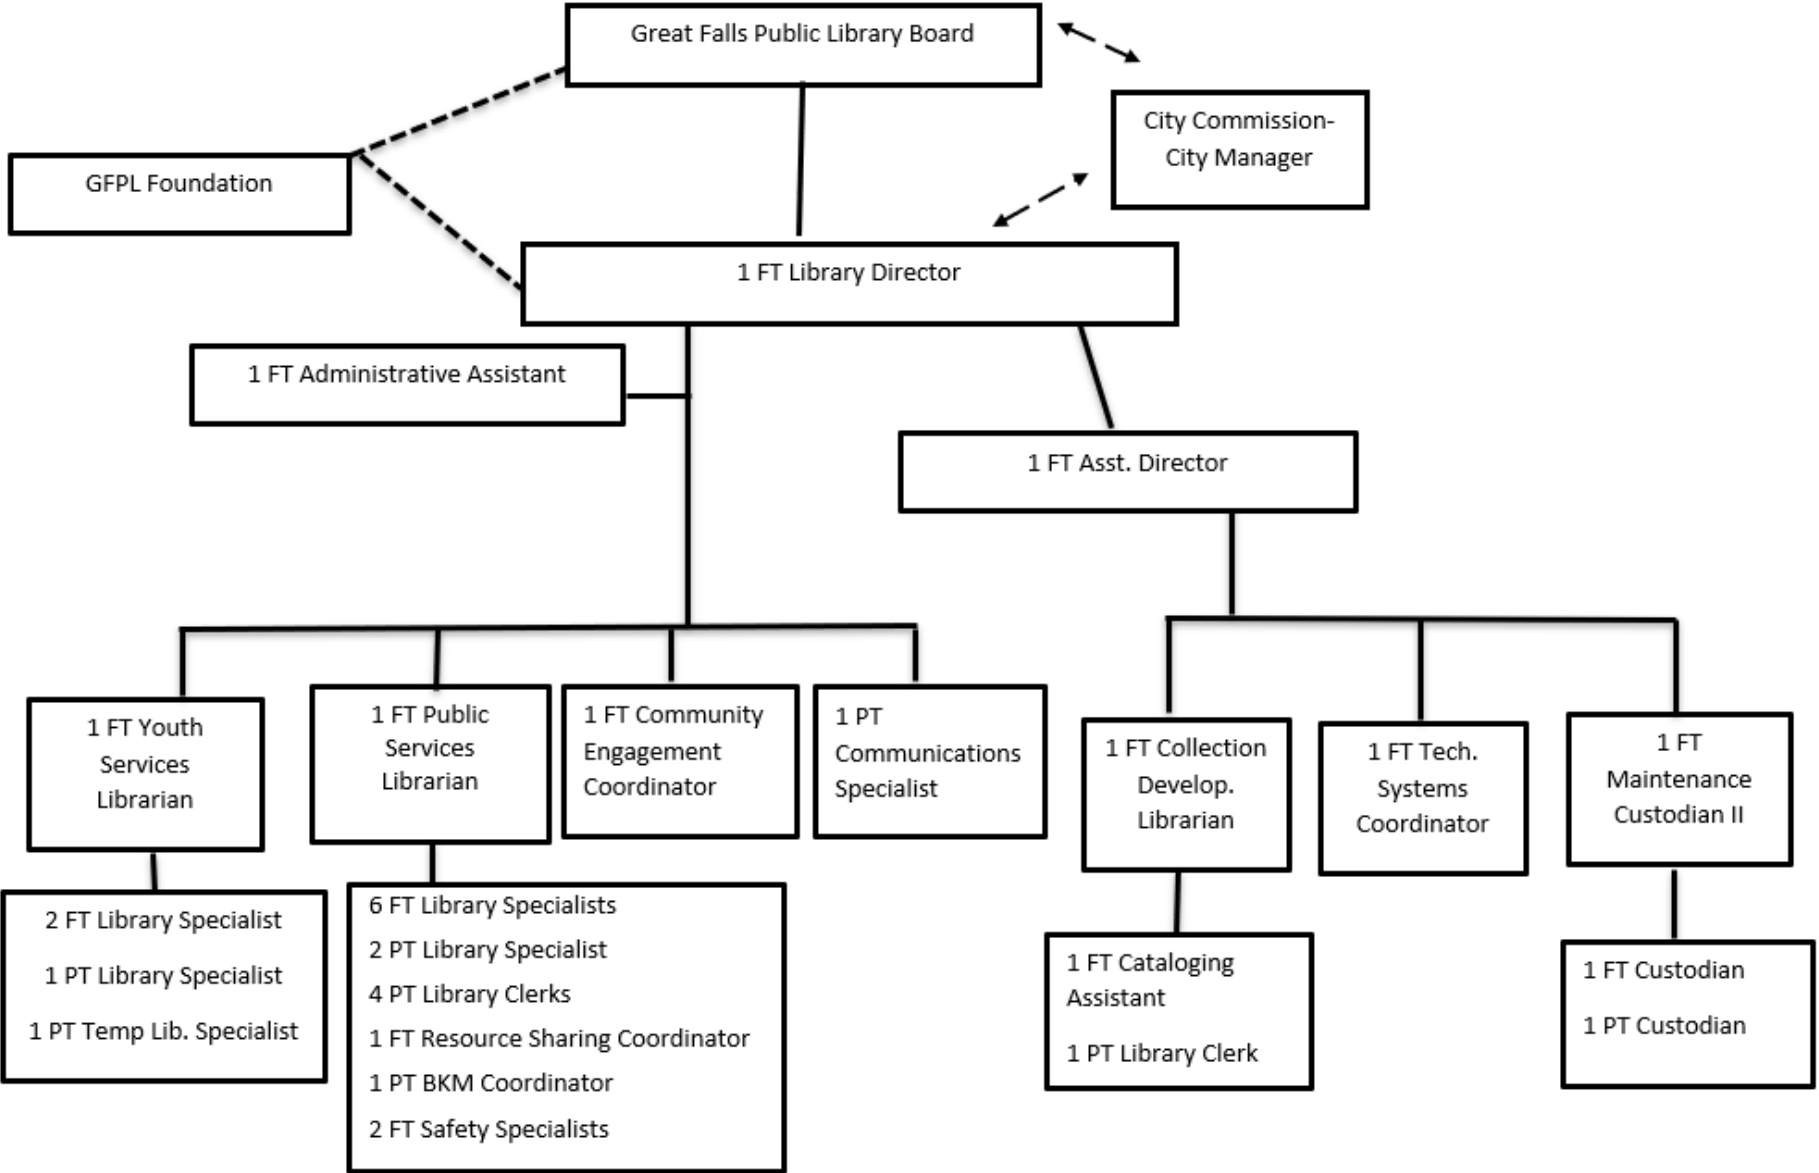 Great Falls Public Library Board
City Commission-
City Manager
GFPL Foundation
1 FT Library Director
1 FT Administrative Assistant
1 FT Asst. Director
1 FT Youth
Services
Librarian
1 FT Public
Services
Librarian
1 FT Community
Engagement
Coordinator
1 PT
Communications
Specialist
1 FT Collection
Develop.
Librarian
1 FT Tech.
Systems
Coordinator
1 FT
Maintenance
Custodian II
2 FT Library Specialist
1 PT Library Specialist
1 PT Temp Lib. Specialist
6 FT Library Specialists
2 PT Library Specialist
4 PT Library Clerks
1 FT Resource Sharing Coordinator
1 PT BKM Coordinator
2 FT Safety Specialists
1 FT Cataloging
Assistant
1 PT Library Clerk
1 FT Custodian
1 PT Custodian